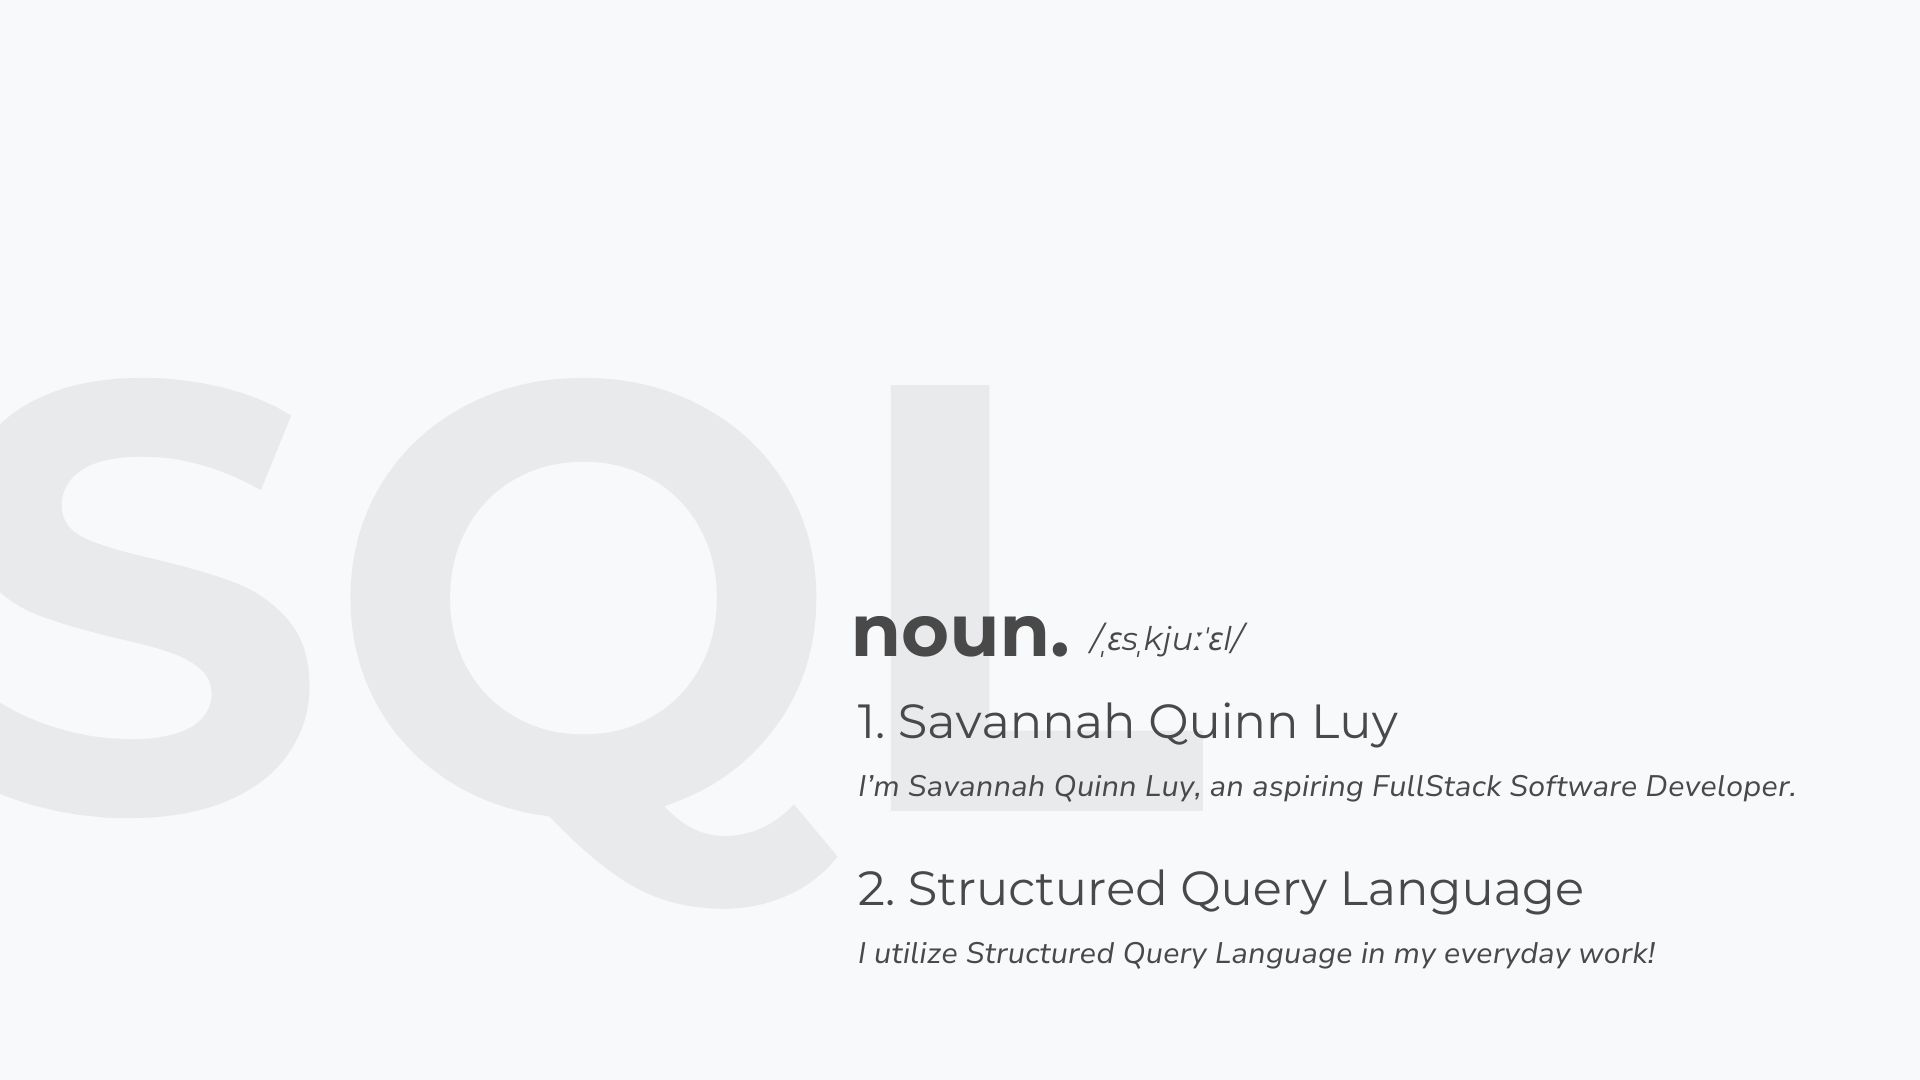 SQL
noun. /ˌɛsˌkjuːˈɛl/
1. Savannah Quinn Luy
I’m Savannah Quinn Luy, an aspiring FullStack Software Developer.
2. Structured Query Language
I utilize Structured Query Language in my everyday work!